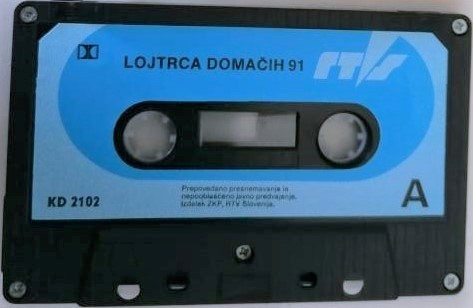 LOJTRCA DOMAČIH 91
RTV S
Prepovedano presnemavanje in
nepooblaščeno javno predvajanje.
Izdelek ZKP, RTV Slovenija.
KD 2102
A